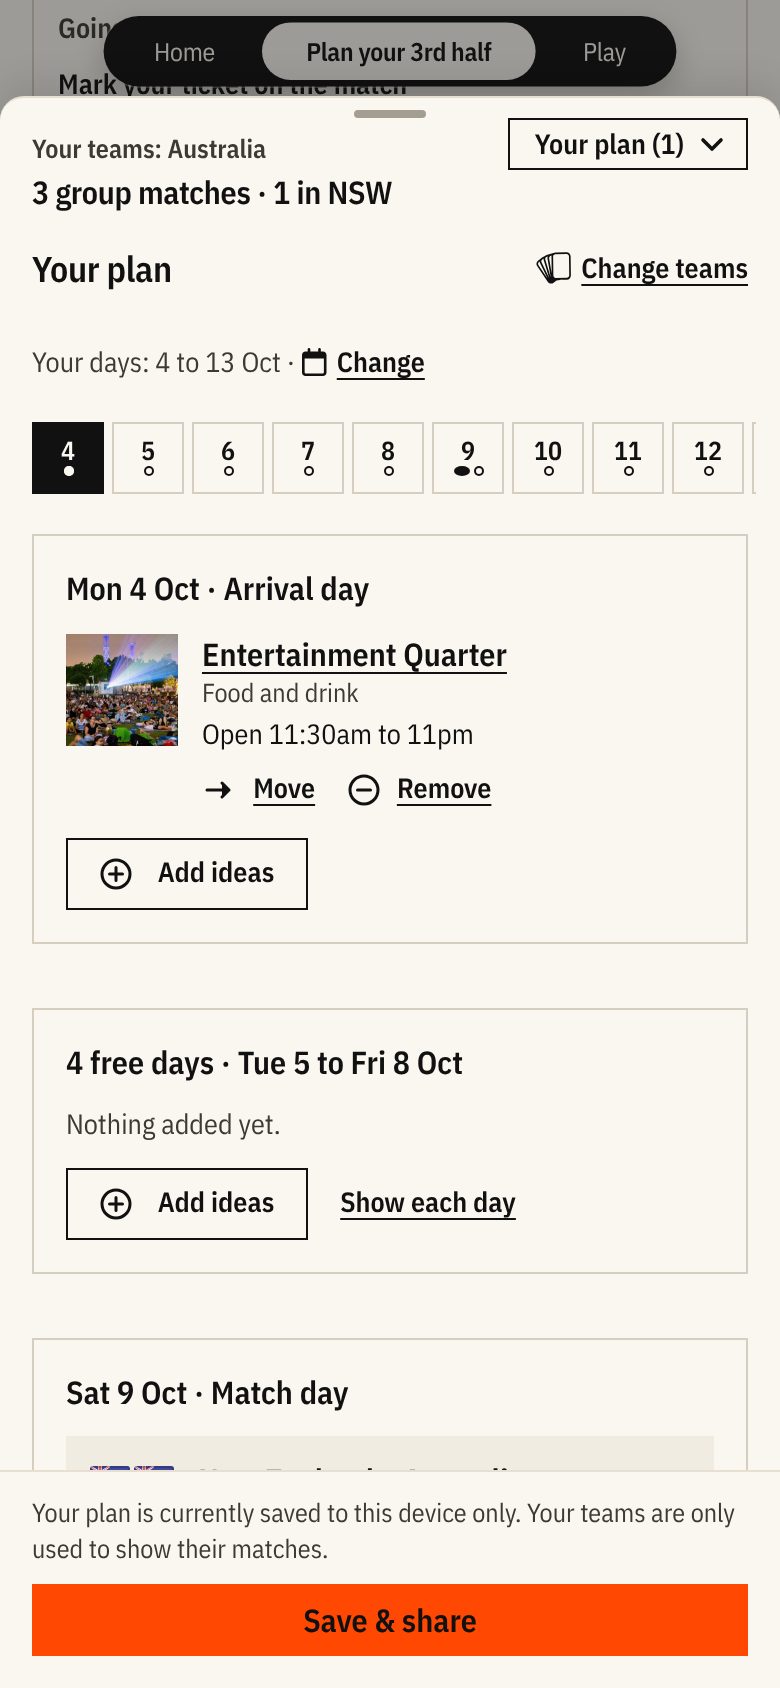 Home
Plan your 3rd half
Play
Your teams: Australia
3 group matches · 1 in NSW
Your plan (1)
Your plan
Change teams
Your days: 4 to 13 Oct ·
Change
4
5
6
7
8
9
10
11
12
Mon 4 Oct · Arrival day
Entertainment Quarter
Food and drink
Open 11:30am to 11pm
Move
Remove
Add ideas
4 free days · Tue 5 to Fri 8 Oct
Nothing added yet.
Add ideas
Show each day
Sat 9 Oct · Match day
Your plan is currently saved to this device only. Your teams are only
used to show their matches.
Save & share